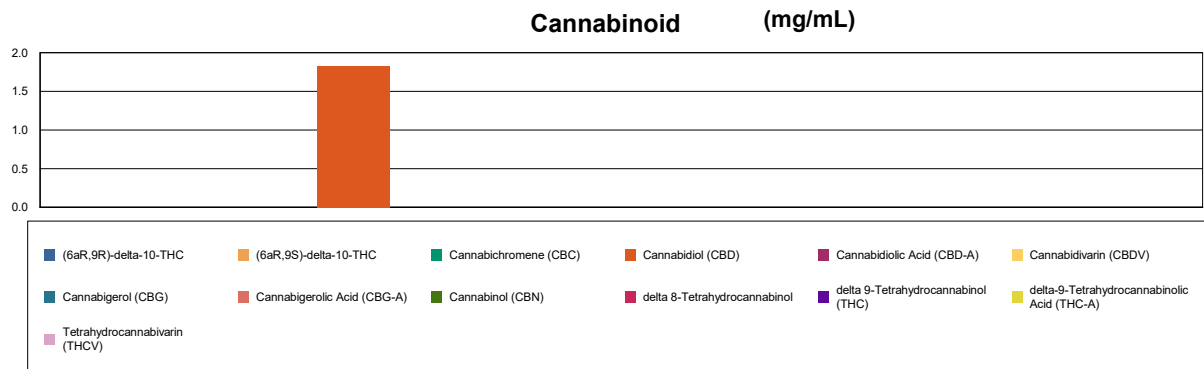 Cannabinoid (mg/mL)
2.0
1.5
1.0
0.5
0.0
(6aR,9R)-delta-10-THC
(6aR,9S)-delta-10-THC
Cannabichromene (CBC)
Cannabidiol (CBD)
Cannabidiolic Acid (CBD-A)
Cannabidivarin (CBDV)
Cannabigerol (CBG)
Cannabigerolic Acid (CBG-A)
Cannabinol (CBN)
delta 8-Tetrahydrocannabinol
delta 9-Tetrahydrocannabinol
(THC)
delta-9-Tetrahydrocannabinolic
Acid (THC-A)
Tetrahydrocannabivarin
(THCV)